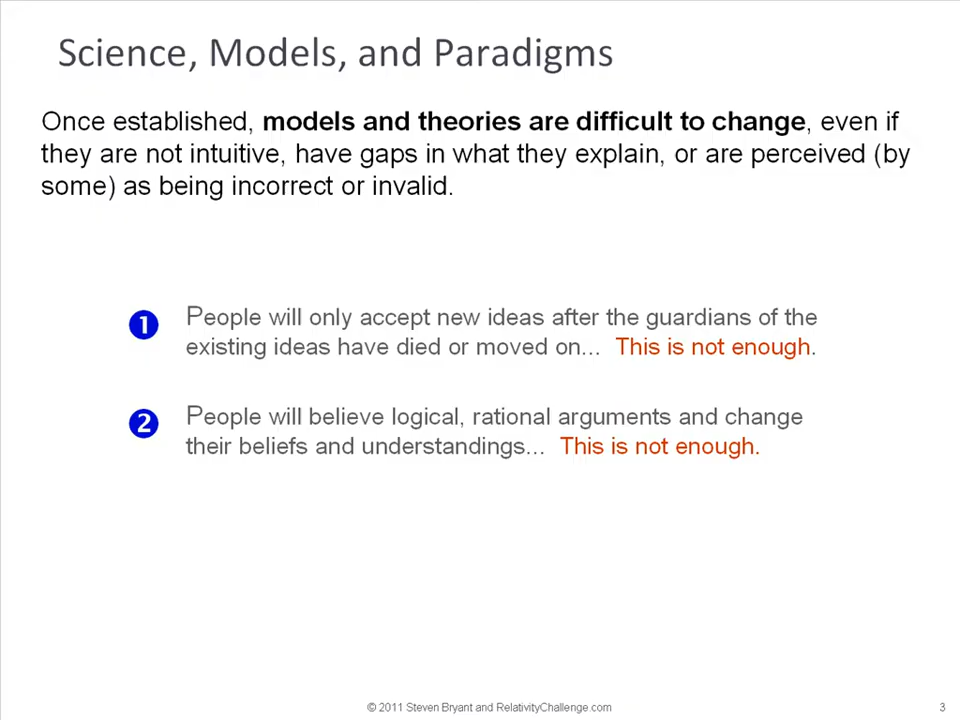 Science, Models, and Paradigms
Once established, models and theories are difficult to change, even if
they are not intuitive, have gaps in what they explain, or are perceived (by
some) as being incorrect or invalid.
1 People will only accept new ideas after the guardians of the
existing ideas have died or moved on... This is not enough.
2 People will believe logical, rational arguments and change
their beliefs and understandings... This is not enough.
© 2011 Steven Bryant and RelativityChallenge.com 3